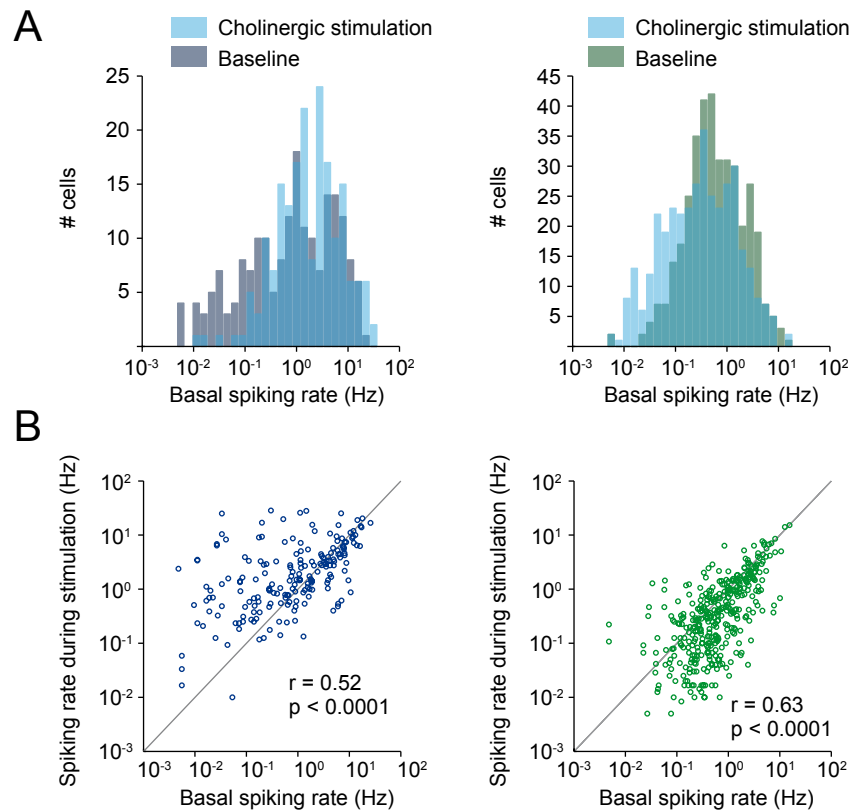 A
Cholinergic stimulation
Baseline
25
20
15
10
5
# cells
10-3 10-2 10-1 100 101 102
Basal spiking rate (Hz)
Cholinergic stimulation
Baseline
45
40
35
30
25
20
15
10
5
# cells
10-3 10-2 10-1 100 101 102
Basal spiking rate (Hz)
B
Spiking rate during stimulation (Hz)
102
101
100
10-1
10-2
10-3
r = 0.52
p < 0.0001
10-3 10-2 10-1 100 101 102
Basal spiking rate (Hz)
Spiking rate during stimulation (Hz)
102
101
100
10-1
10-2
10-3
r = 0.63
p < 0.0001
10-3 10-2 10-1 100 101 102
Basal spiking rate (Hz)